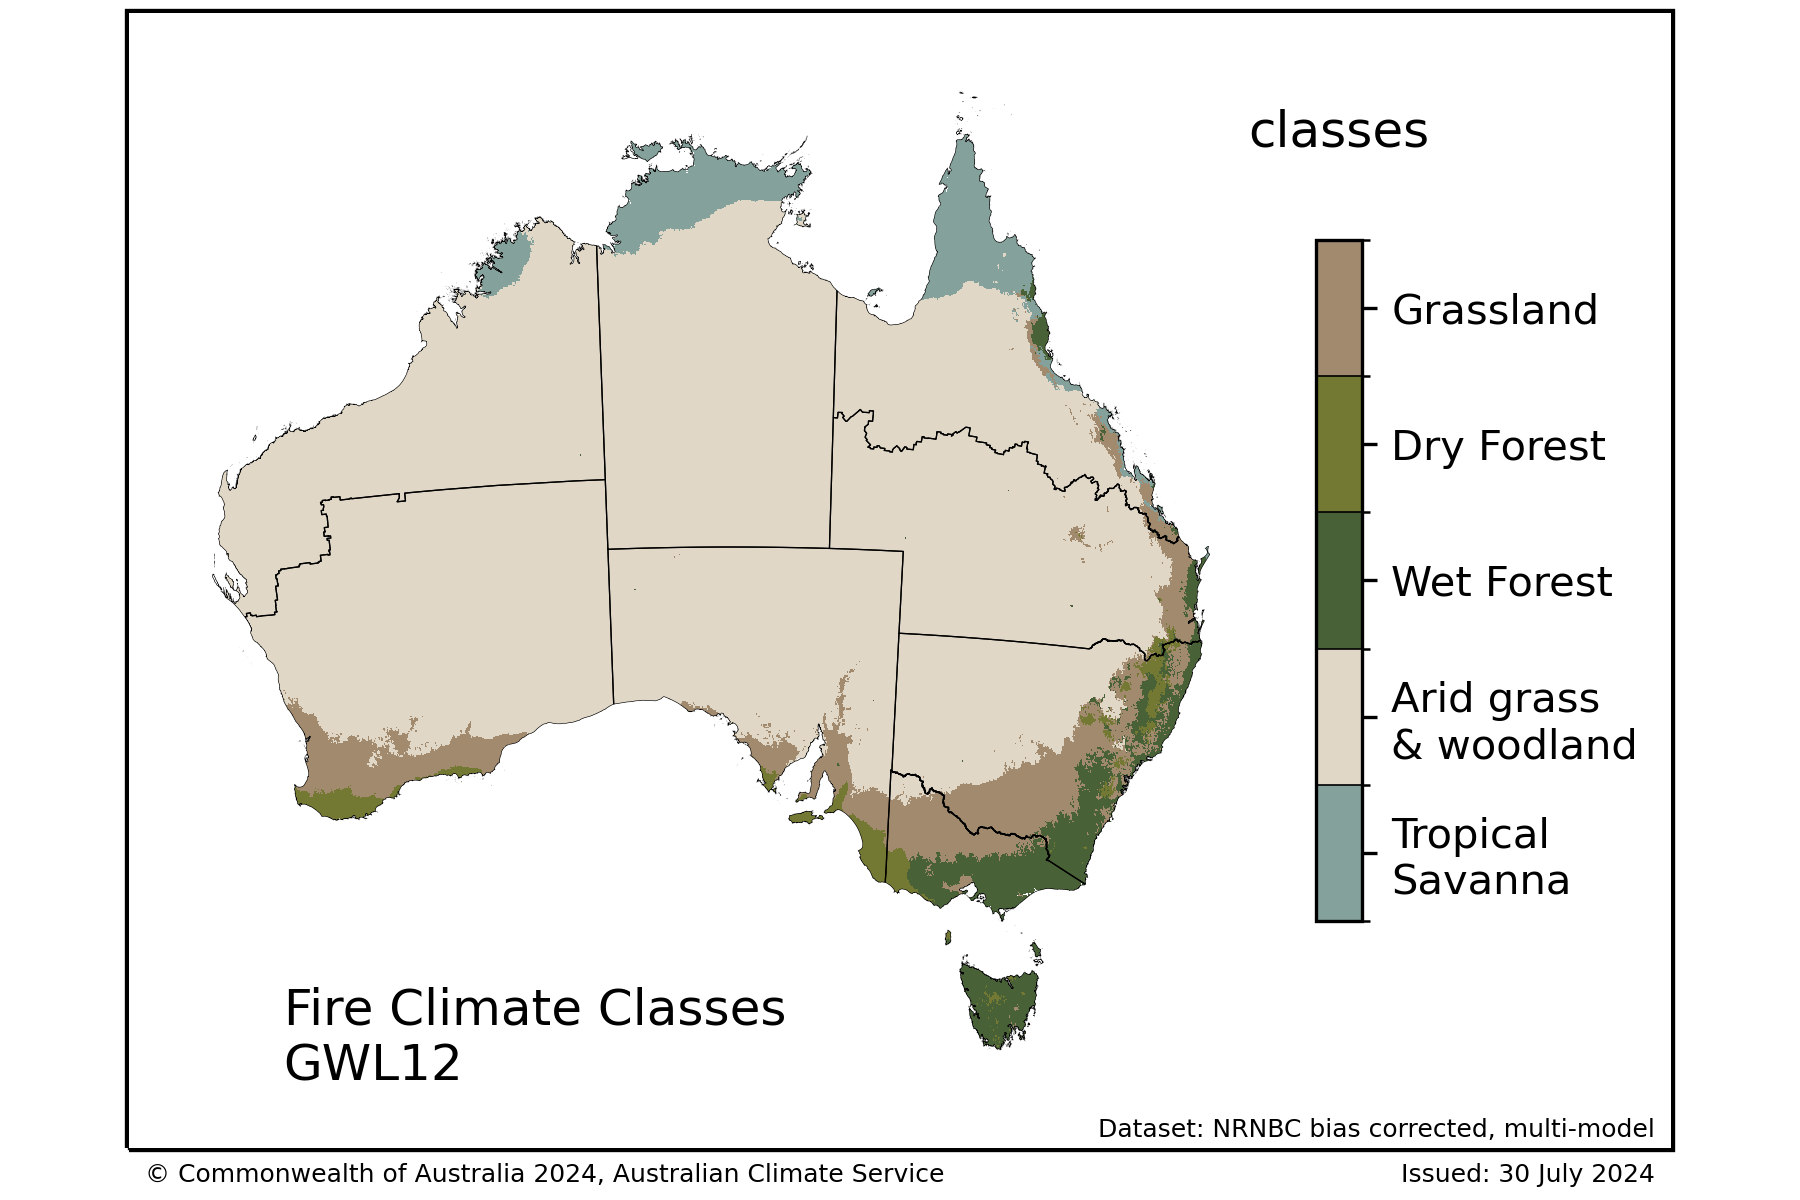 classes
Grassland
Dry Forest
Wet Forest
Arid grass
& woodland
Tropical
Savanna
Fire Climate Classes
GWL12
Dataset: NRNBC bias corrected, multi-model
© Commonwealth of Australia 2024, Australian Climate Service
Issued: 30 July 2024